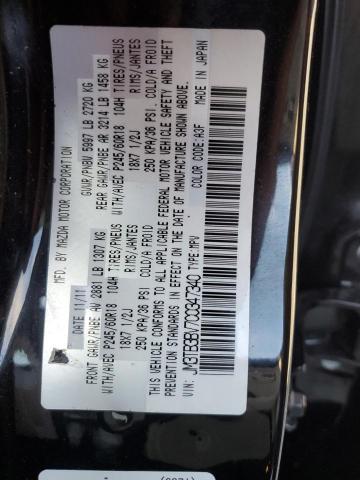 MFD. BY MAZDA MOTOR CORPORATION
DATE: 11/11
GVWR/PNBV 5997 LB 2720 KG
FRONT GAWR/PNBE AV 2881 LB 1307 KG
REAR GAWR/PNBE AR 3214 LB 1458 KG
WITH/AVEC P245/60R18 104H TIRES/PNEUS
WITH/AVEC P245/60R18 104H TIRES/PNEUS
18X7 1/2J RIMS/JANTES
18X7 1/2J RIMS/JANTES
250 KPA/36 PSI. COLD/A FROID
250 KPA/36 PSI. COLD/A FROID
THIS VEHICLE CONFORMS TO ALL APPLICABLE FEDERAL MOTOR VEHICLE SAFETY AND
THEFT PREVENTION STANDARDS IN EFFECT ON THE DATE OF MANUFACTURE SHOWN ABOVE.
VIN: JM3TB3BV7C0347340
TYPE: MPV
COLOR CODE: A3F
MADE IN JAPAN